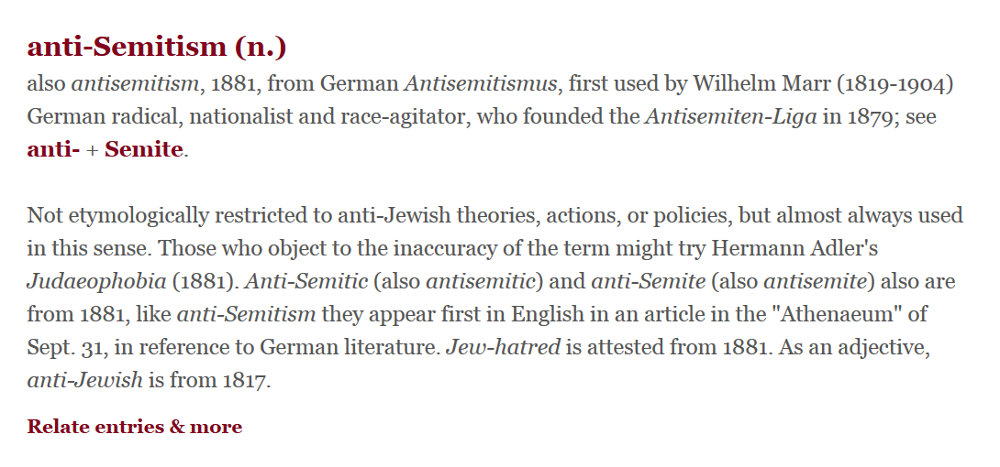 anti-Semitism (n.)
also antisemitism, 1881, from German Antisemitismus, first used by Wilhelm Marr (1819-1904)
German radical, nationalist and race-agitator, who founded the Antisemiten-Liga in 1879; see
anti- + Semite.
Not etymologically restricted to anti-Jewish theories, actions, or policies, but almost always used
in this sense. Those who object to the inaccuracy of the term might try Hermann Adler's
Judaeophobia (1881). Anti-Semitic (also antisemitic) and anti-Semite (also antisemite) also are
from 1881, like anti-Semitism they appear first in English in an article in the "Athenaeum" of
Sept. 31, in reference to German literature. Jew-hatred is attested from 1881. As an adjective,
anti-Jewish is from 1817.
Relate entries & more